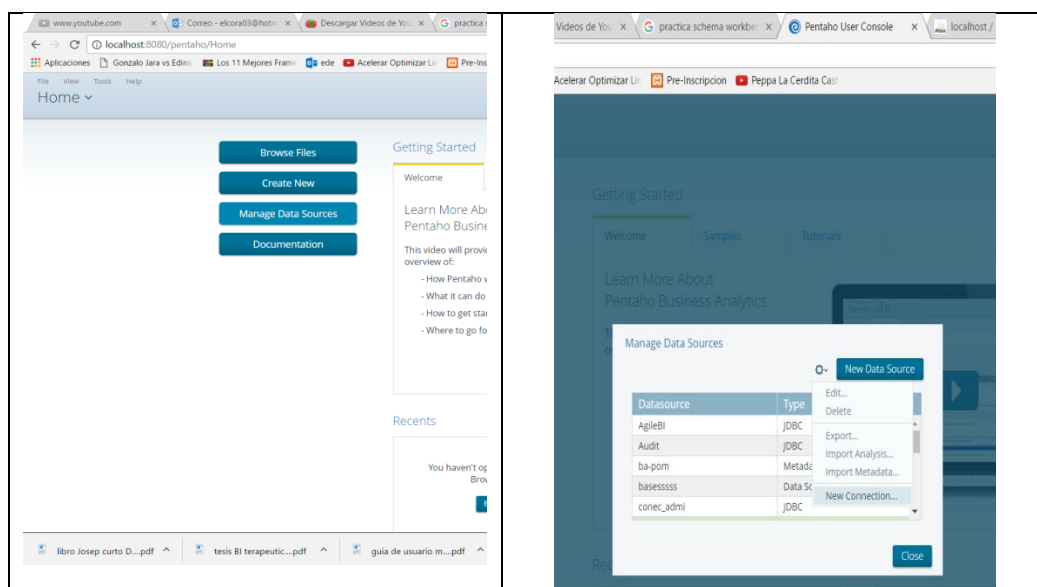 www.youtube.com
Correo - elcora03@hotm
Descargar Videos de You
practica s
localhost:8080/pentaho/Home
Aplicaciones
Gonzalo Jara vs Edins
Los 11 Mejores Frame
ede
Acelerar Optimizar Lin
Pre-Ins
File View Tools Help
Home
Browse Files
Create New
Manage Data Sources
Documentation
Getting Started
Welcome
Learn More Ab
Pentaho Busine
This video will provid
overview of:
- How Pentaho w
- What it can do
- How to get star
- Where to go fo
Recents
You haven't op
Brow
libro Josep curto D....pdf
tesis BI terapeutic....pdf
guia de usuario m....pdf
Videos de You
practica schema workbe
Pentaho User Console
localhost /
Acelerar Optimizar Lin
Pre-Inscripcion
Peppa La Cerdita Cast
Getting Started
Welcome
Samples
Tutorials
Learn More About
Pentaho Business Analytics
Manage Data Sources
New Data Source
Edit...
Delete
Export...
Import Analysis...
Import Metadata...
New Connection...
Datasource Type
AgileBI JDBC
Audit JDBC
ba-pom Metada
basesssss Data So
conec_admi JDBC
Close
Rec